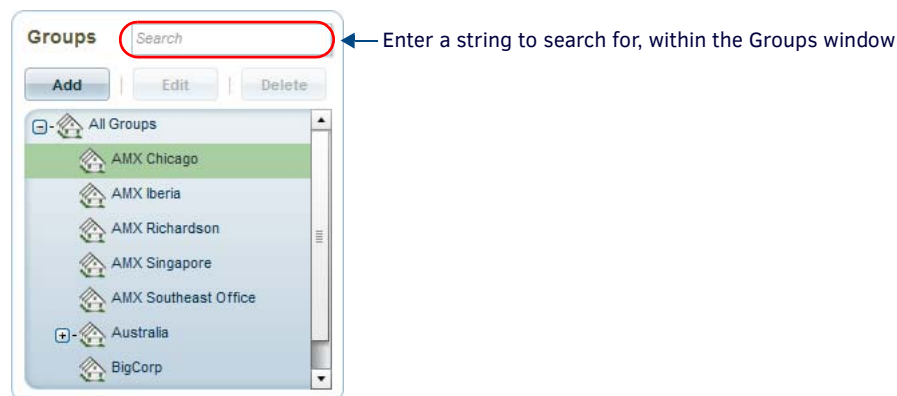 Groups Search Enter a string to search for, within the Groups window
Add Edit Delete
All Groups
AMX Chicago
AMX Iberia
AMX Richardson
AMX Singapore
AMX Southeast Office
Australia
BigCorp